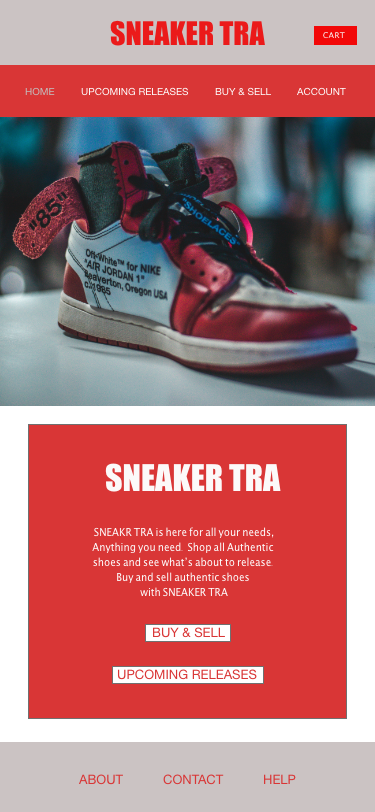 SNEAKER TRA
CART
HOME UPCOMING RELEASES BUY & SELL ACCOUNT
"85"
"SHOELACES"
Off-White™ for NIKE
"AIR JORDAN 1"
Beaverton, Oregon USA
c.1985
SNEAKER TRA
SNEAKR TRA is here for all your needs,
Anything you need. Shop all Authentic
shoes and see what's about to release.
Buy and sell authentic shoes
with SNEAKER TRA
BUY & SELL
UPCOMING RELEASES
ABOUT CONTACT HELP